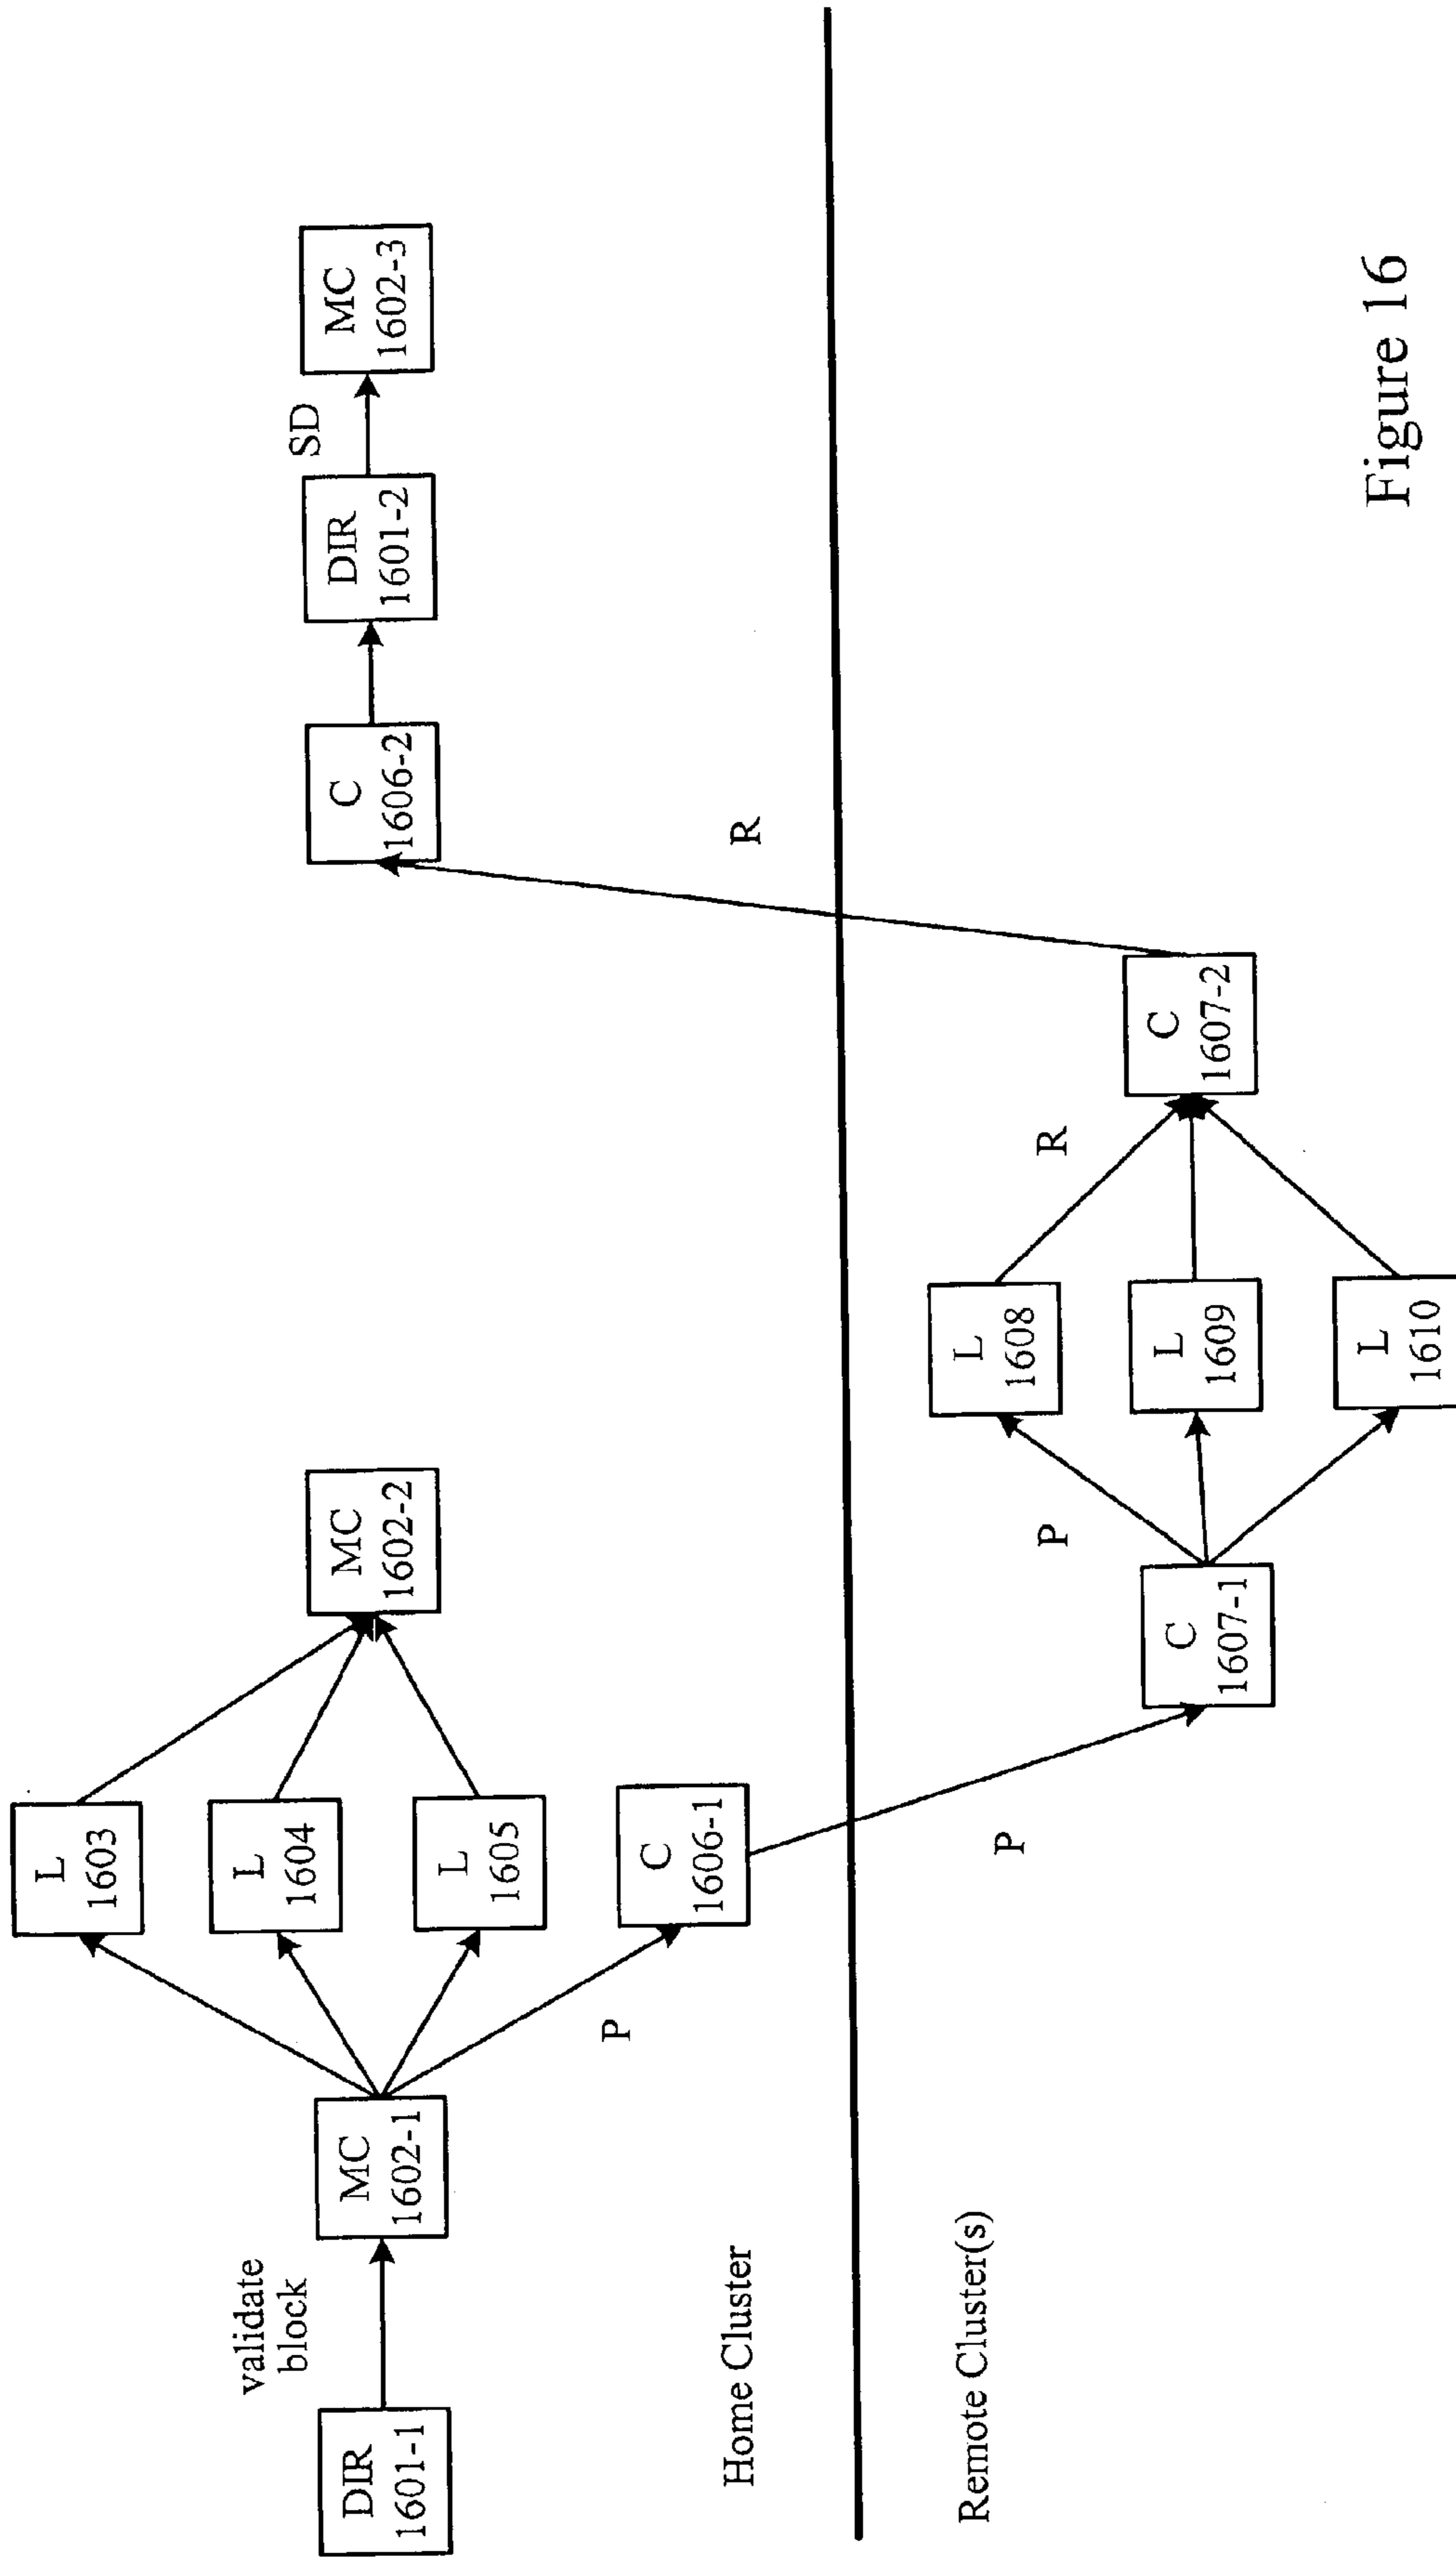 validate
block
DIR
1601-1
MC
1602-1
P
L
1603
L
1604
L
1605
C
1606-1
MC
1602-2
C
1606-2
DIR
1601-2
SD
MC
1602-3
Home Cluster
R
Remote Cluster(s)
P
C
1607-1
P
L
1608
L
1609
L
1610
R
C
1607-2
Figure 16